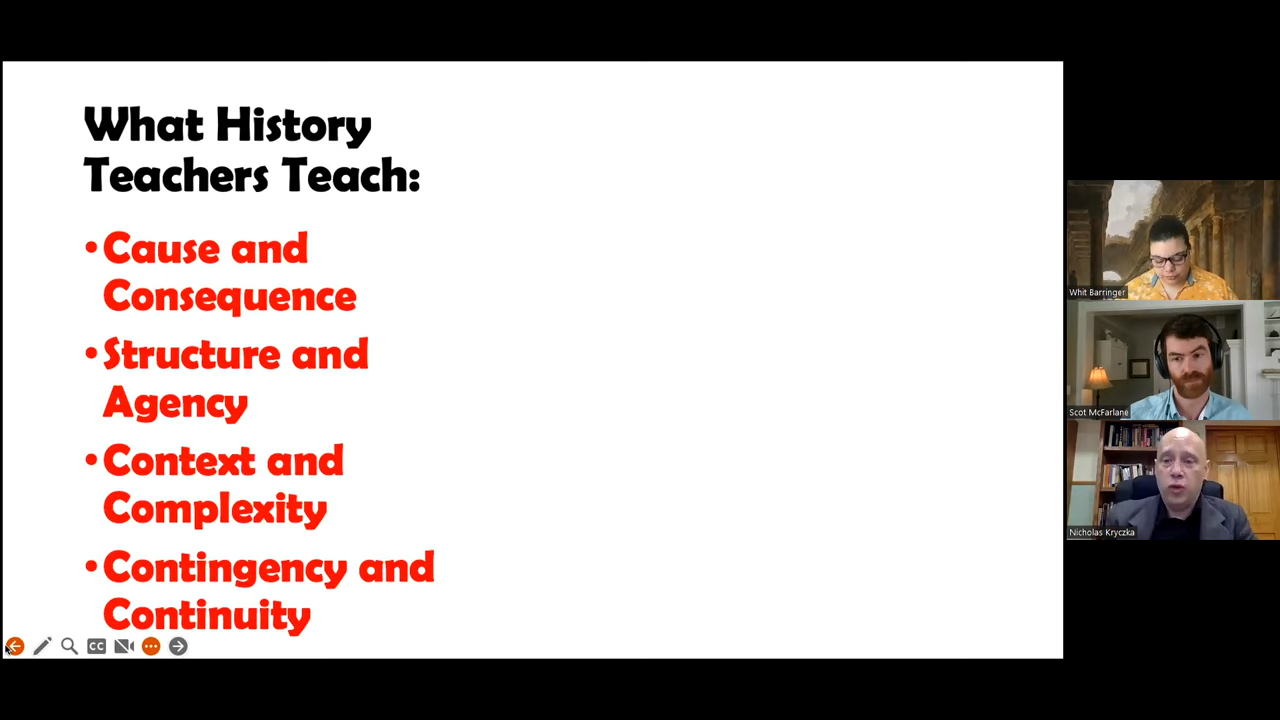 What History
Teachers Teach:
•Cause and
Consequence
•Structure and
Agency
•Context and
Complexity
•Contingency and
Continuity
CC
Whit Barringer
Scot McFarlane
Nicholas Kryczka